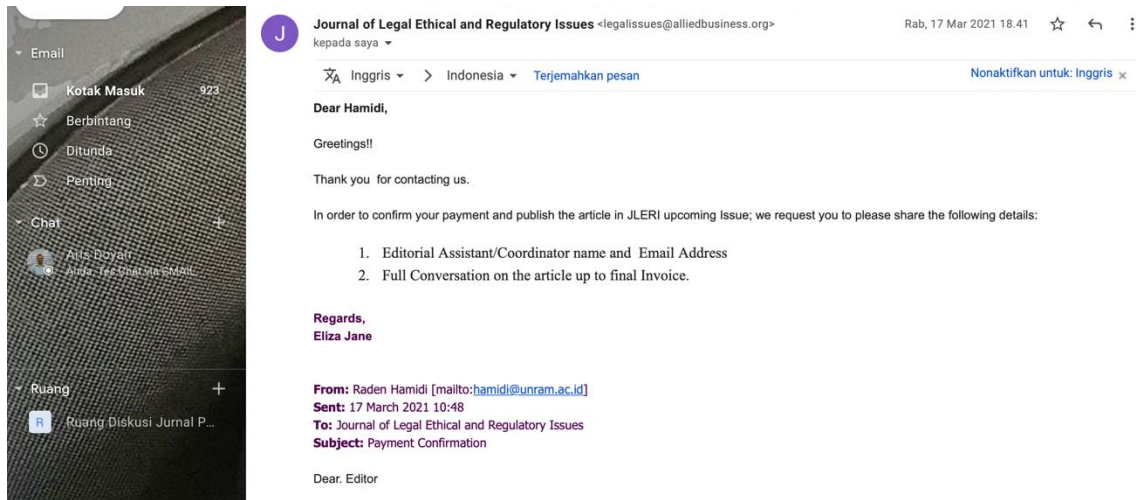 Email
Kotak Masuk 923
Berbintang
Ditunda
Penting
Chat
Aris Doyan
Anda: Tes Chat via GMAIL
Ruang
R Ruang Diskusi Jurnal P...
J
Journal of Legal Ethical and Regulatory Issues <legalissues@alliedbusiness.org> Rab, 17 Mar 2021 18.41
kepada saya
Inggris > Indonesia Terjemahkan pesan Nonaktifkan untuk: Inggris ×
Dear Hamidi,
Greetings!!
Thank you for contacting us.
In order to confirm your payment and publish the article in JLERI upcoming Issue; we request you to please share the following details:
1. Editorial Assistant/Coordinator name and Email Address
2. Full Conversation on the article up to final Invoice.
Regards,
Eliza Jane
From: Raden Hamidi [mailto:hamidi@unram.ac.id]
Sent: 17 March 2021 10:48
To: Journal of Legal Ethical and Regulatory Issues
Subject: Payment Confirmation
Dear. Editor